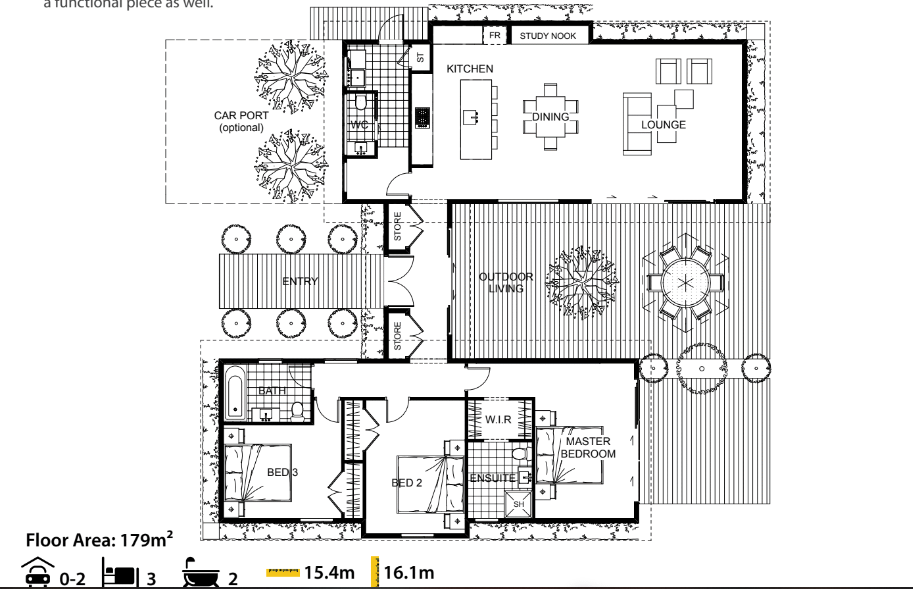 a functional piece as well.
FR
STUDY NOOK
ST
KITCHEN
CAR PORT
(optional)
WC
DINING
LOUNGE
STORE
ENTRY
OUTDOOR
LIVING
STORE
BATH
W.I.R
MASTER
BEDROOM
BED 3
BED 2
ENSUITE
SH
Floor Area: 179m²
0-2
3
2
15.4m
16.1m